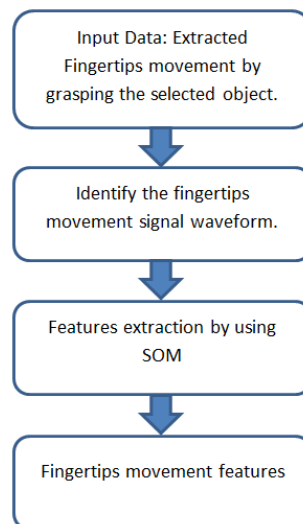 Input Data: Extracted
Fingertips movement by
grasping the selected object.
Identify the fingertips
movement signal waveform.
Features extraction by using
SOM
Fingertips movement features